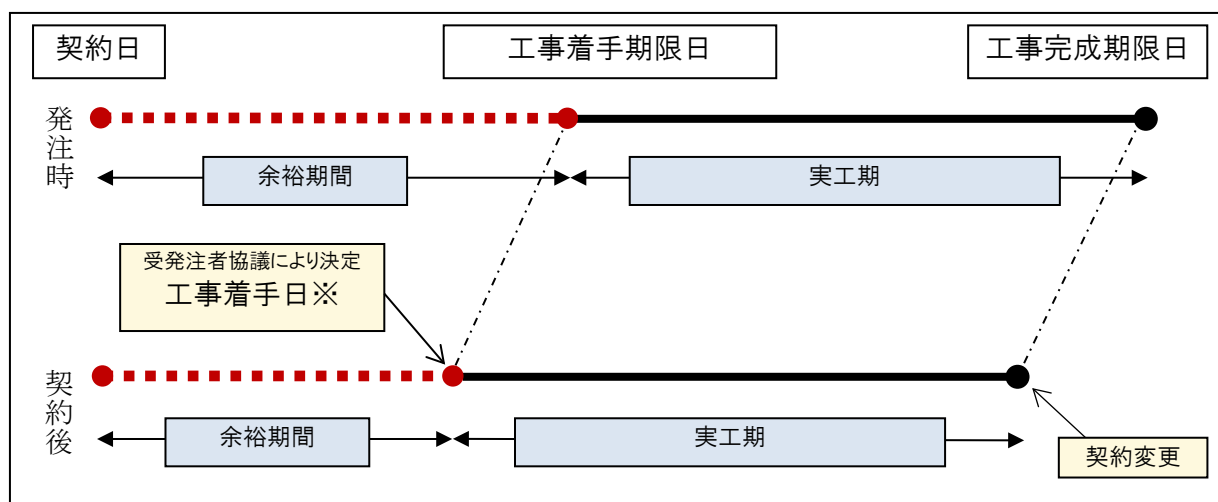 契約日
工事着手期限日
工事完成期限日
発注時
余裕期間
実工期
受発注者協議により決定
工事着手日※
契約後
余裕期間
実工期
契約変更